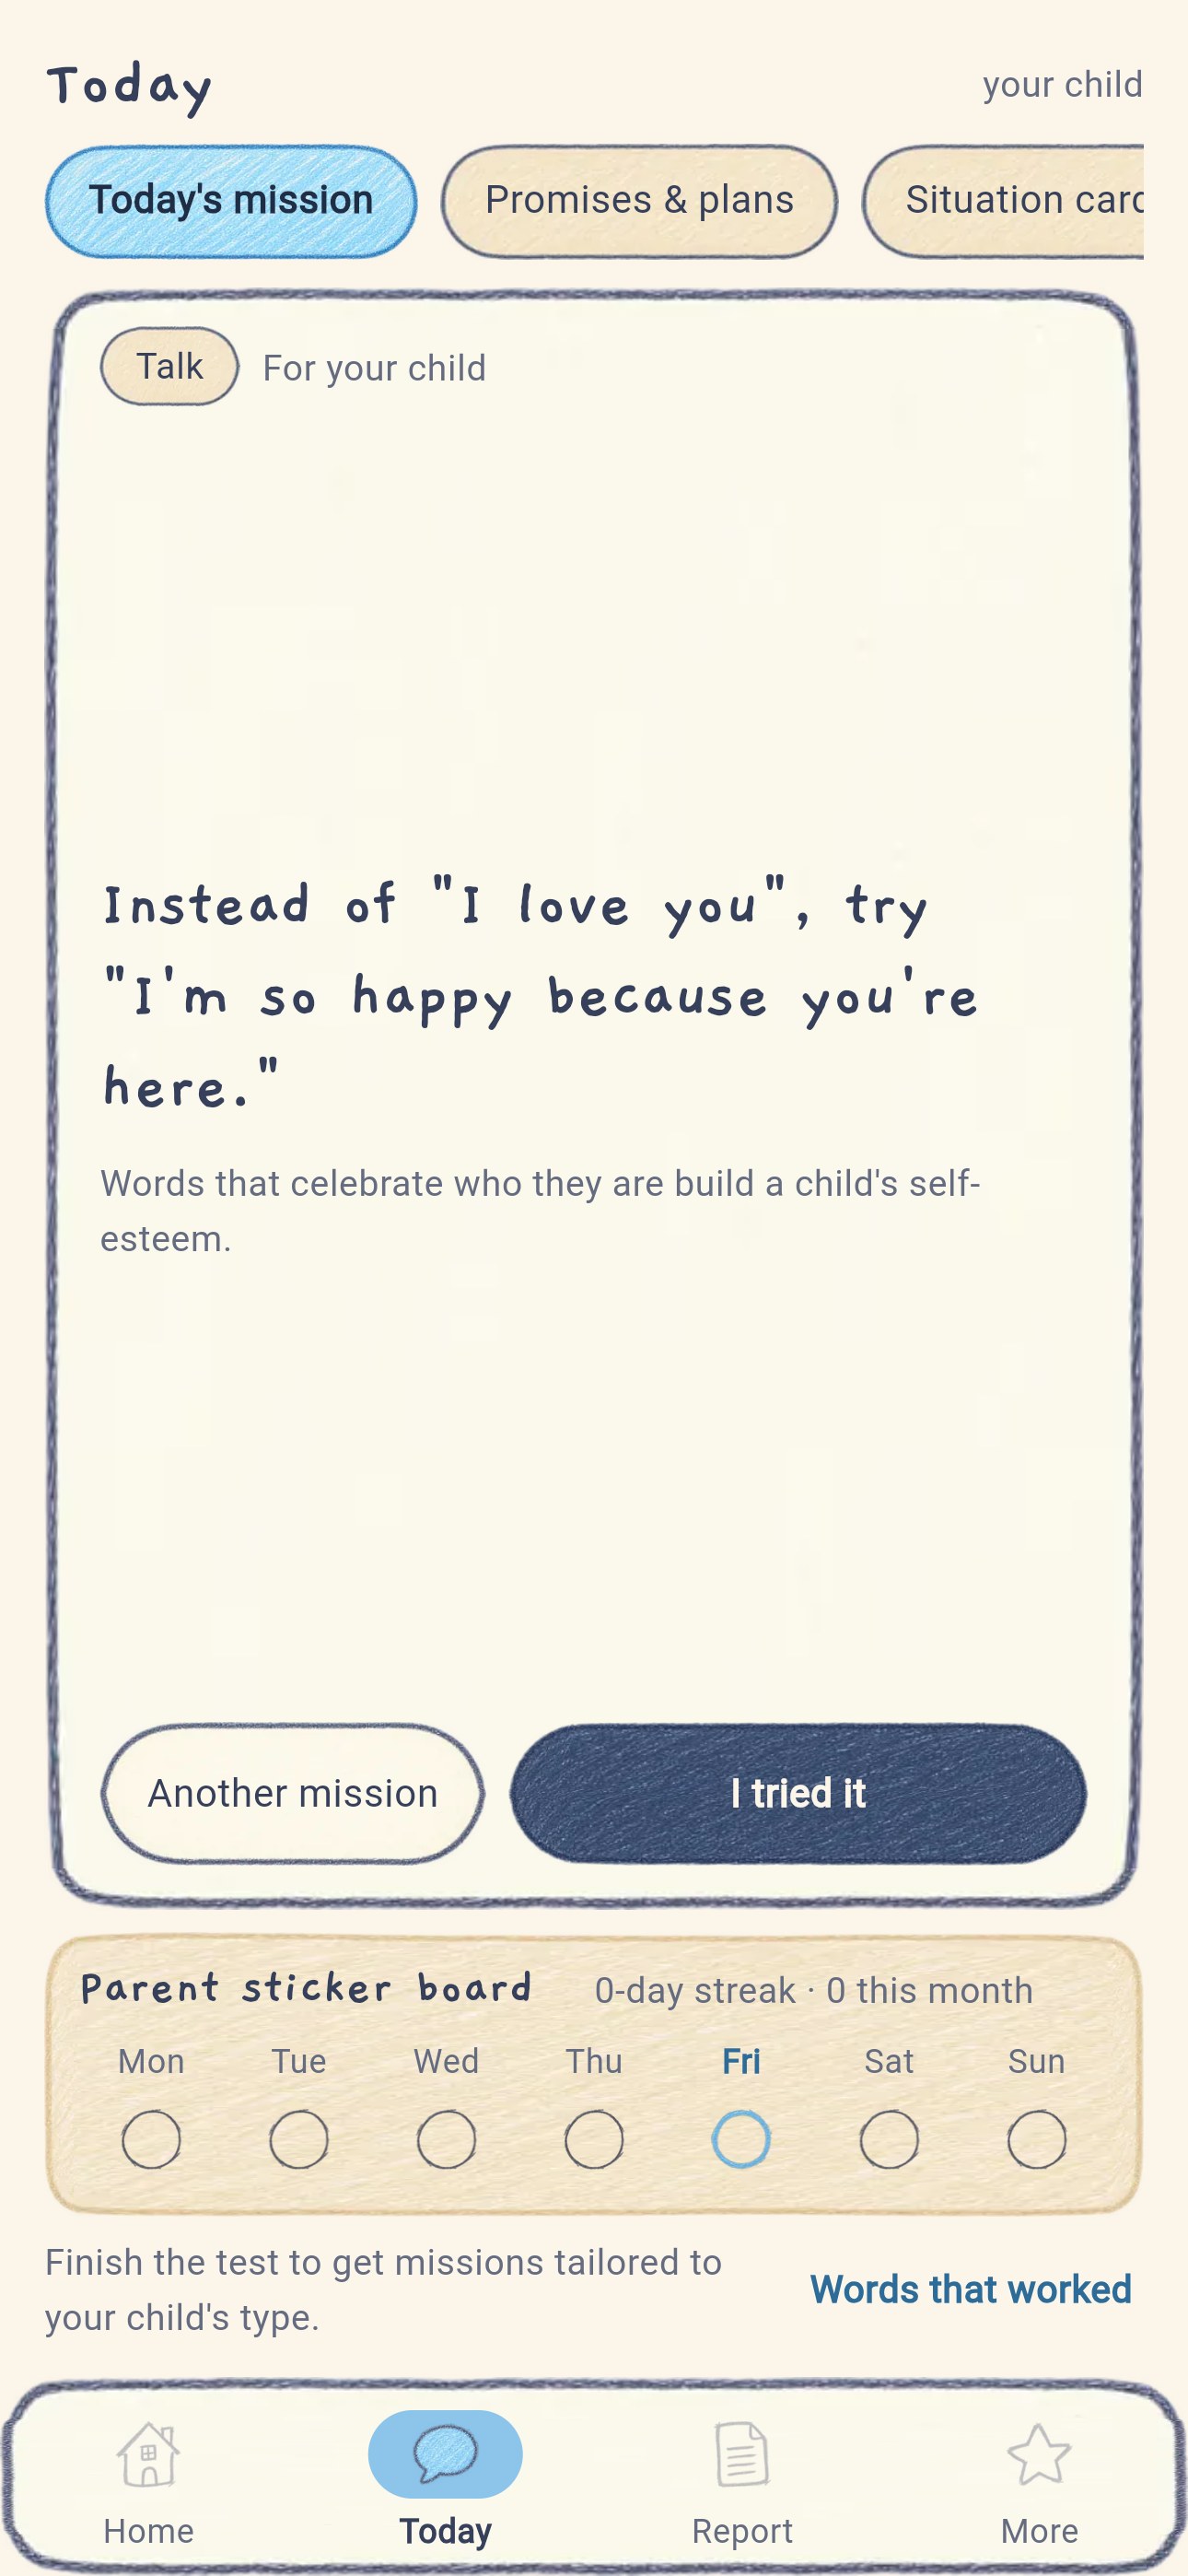 Today
your child
Today's mission
Promises & plans
Situation card
Talk
For your child
Instead of "I love you", try
"I'm so happy because you're
here."
Words that celebrate who they are build a child's self-
esteem.
Another mission
I tried it
Parent sticker board
0-day streak · 0 this month
Mon Tue Wed Thu Fri Sat Sun
Finish the test to get missions tailored to
your child's type.
Words that worked
Home Today Report More